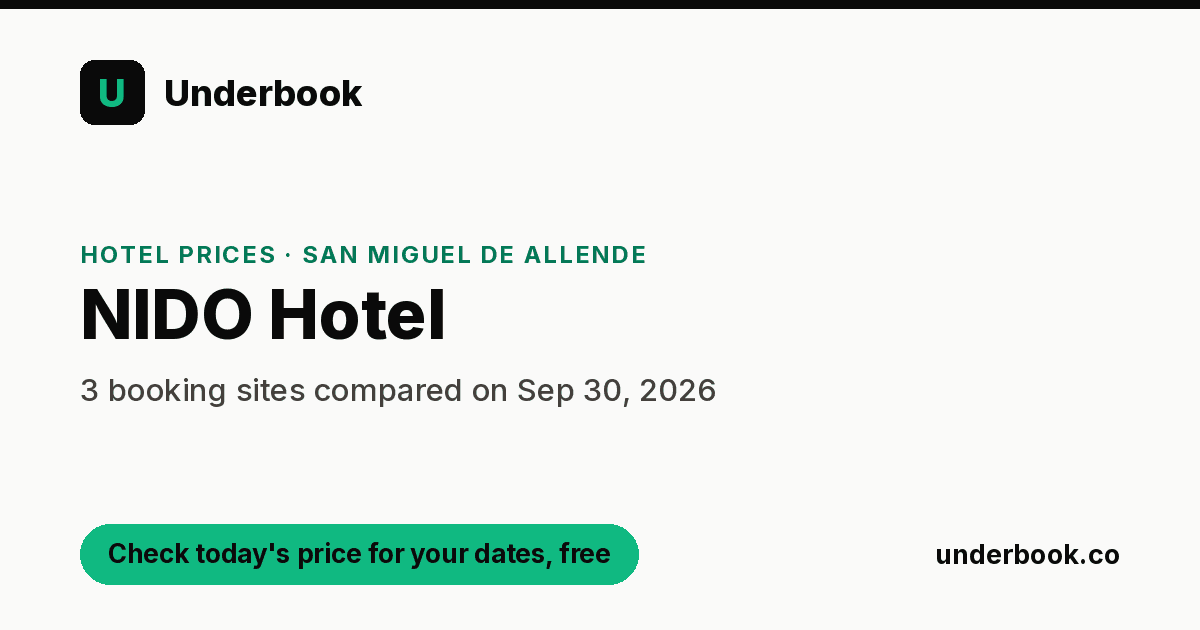 U Underbook
HOTEL PRICES · SAN MIGUEL DE ALLENDE
NIDO Hotel
3 booking sites compared on Sep 30, 2026
Check today's price for your dates, free
underbook.co